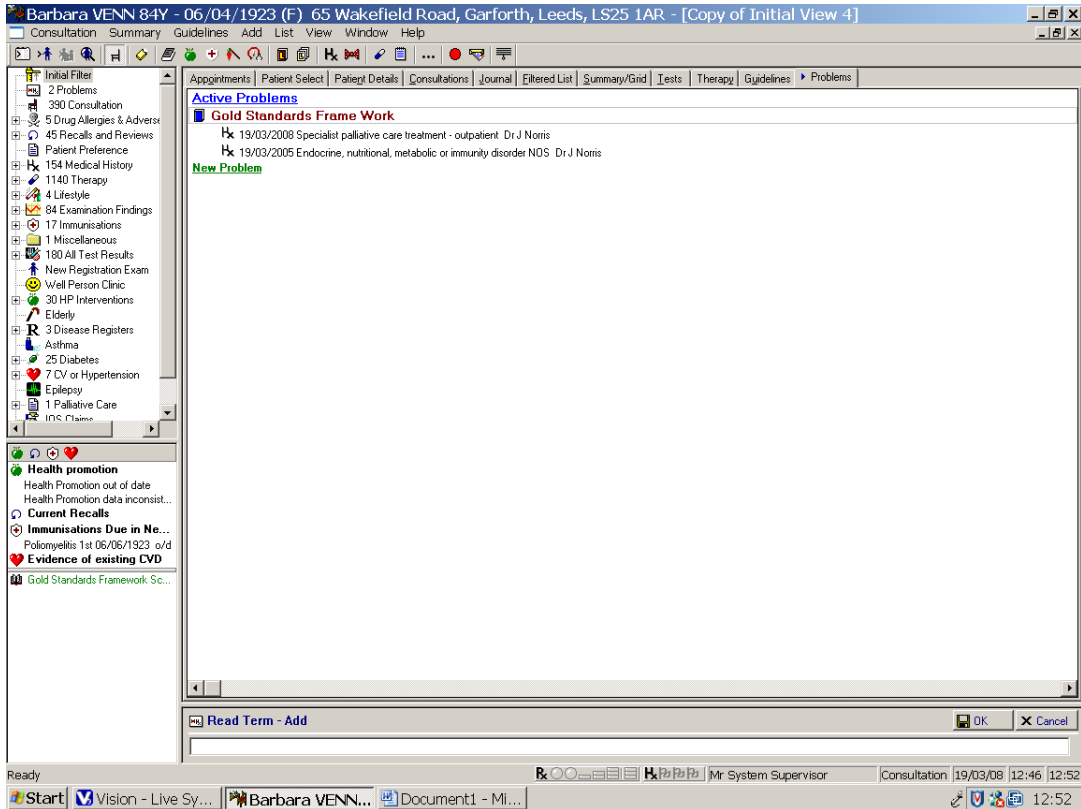 Barbara VENN 84Y - 06/04/1923 (F) 65 Wakefield Road, Garforth, Leeds, LS25 1AR - [Copy of Initial View 4]
Consultation Summary Guidelines Add List View Window Help
Initial Filter
2 Problems
390 Consultation
5 Drug Allergies & Adverse
45 Recalls and Reviews
Patient Preference
154 Medical History
1140 Therapy
4 Lifestyle
84 Examination Findings
17 Immunisations
1 Miscellaneous
180 All Test Results
New Registration Exam
Well Person Clinic
30 HP Interventions
Elderly
3 Disease Registers
Asthma
25 Diabetes
7 CV or Hypertension
Epilepsy
1 Palliative Care
IOS Claims
Health promotion
Health Promotion out of date
Health Promotion data inconsist...
Current Recalls
Immunisations Due in Ne...
Poliomyelitis 1st 06/06/1923 o/d
Evidence of existing CVD
Gold Standards Framework Sc...
Appointments Patient Select Patient Details Consultations Journal Filtered List Summary/Grid Tests Therapy Guidelines Problems
Active Problems
Gold Standards Frame Work
19/03/2008 Specialist palliative care treatment - outpatient Dr J Norris
19/03/2005 Endocrine, nutritional, metabolic or immunity disorder NOS Dr J Norris
New Problem
Read Term - Add
OK Cancel
Ready
Mr System Supervisor Consultation 19/03/08 12:46 12:52
Start Vision - Live Sy... Barbara VENN... Document1 - Mi... 12:52